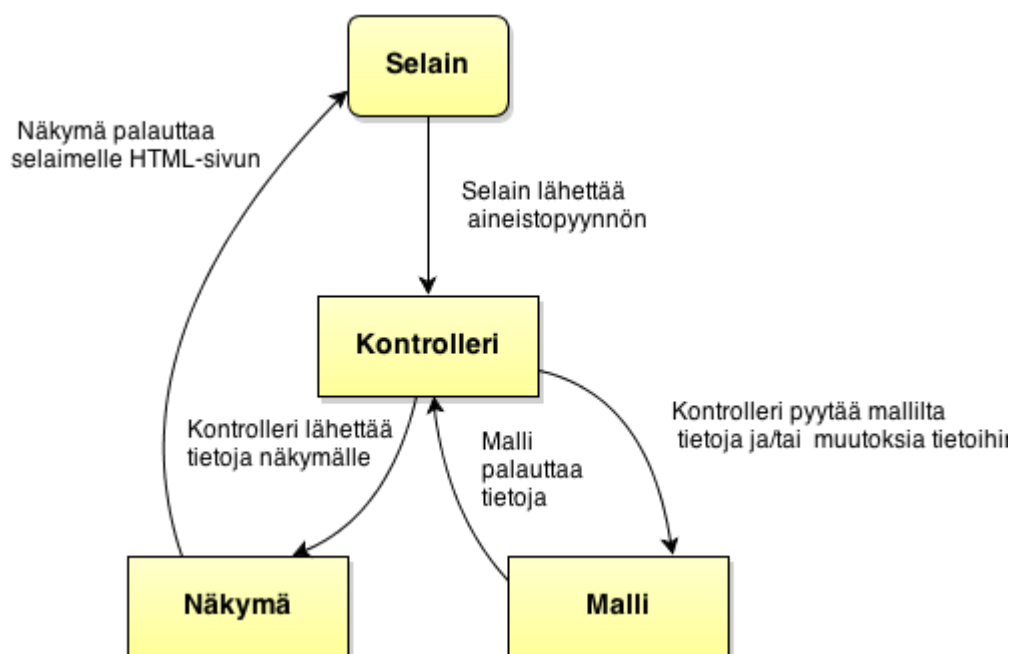 Selain
Näkymä palauttaa
selaimelle HTML-sivun
Selain lähettää
aineistopyynnön
Kontrolleri
Kontrolleri lähettää
tietoja näkymälle
Malli
palauttaa
tietoja
Kontrolleri pyytää mallilta
tietoja ja/tai muutoksia
Näkymä
Malli